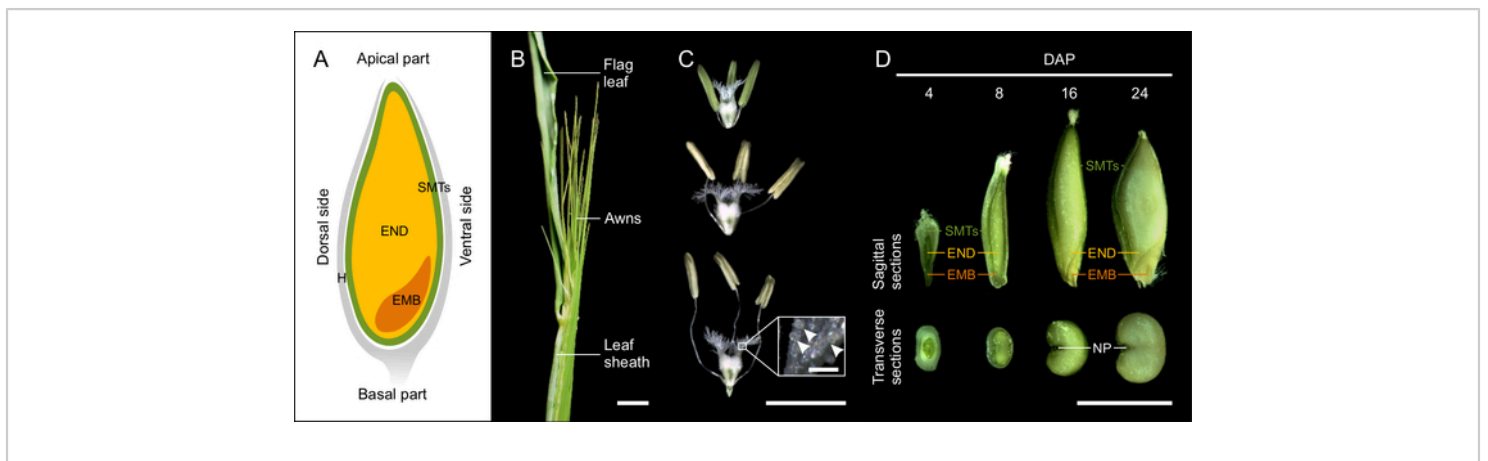 A
Apical part
Dorsal side
SMTs
Ventral side
END
H
EMB
Basal part
B
Flag
leaf
Awns
Leaf
sheath
C
D
DAP
4 8 16 24
Sagittal
sections
SMTs
SMTs
END
END
EMB
EMB
Transverse
sections
NP